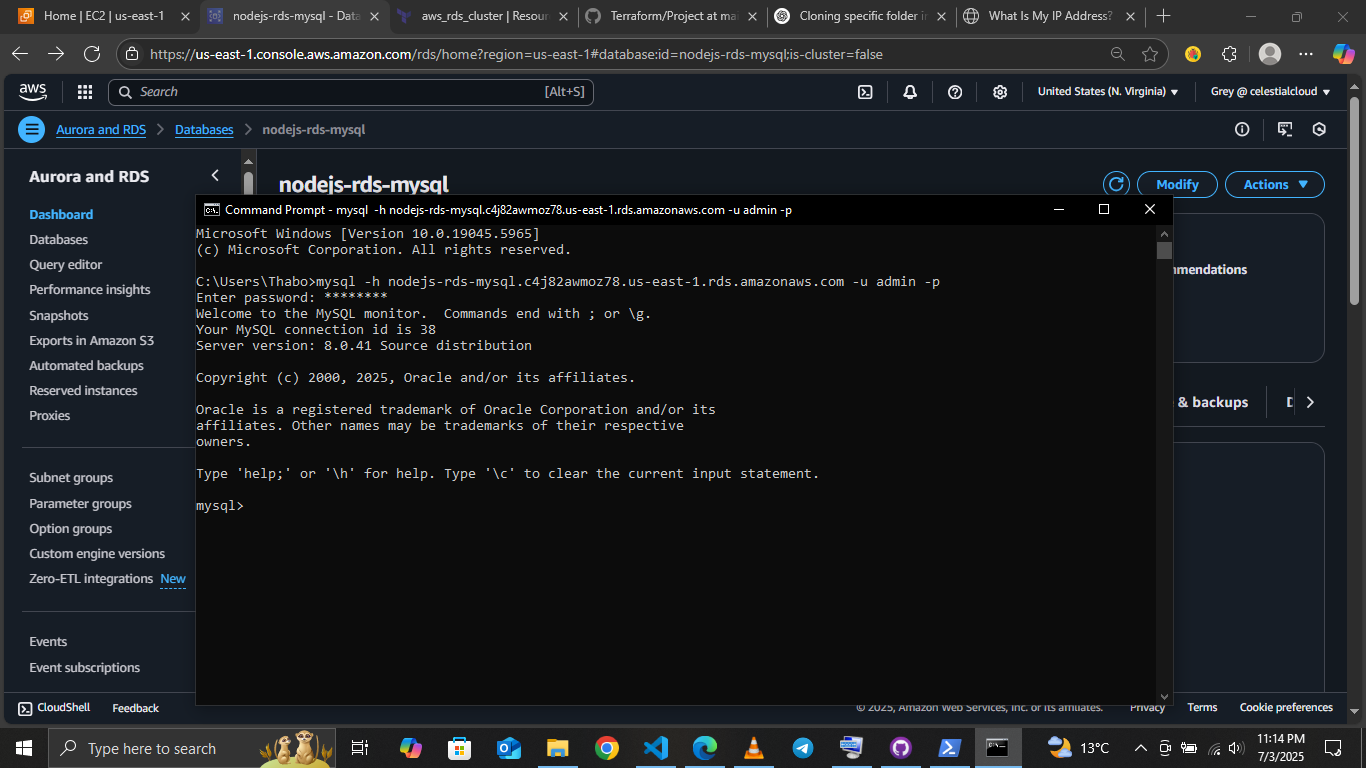 Home | EC2 | us-east-1
nodejs-rds-mysql - Data
aws_rds_cluster | Resour
Terraform/Project at ma
Cloning specific folder i
What Is My IP Address?
https://us-east-1.console.aws.amazon.com/rds/home?region=us-east-1#database:id=nodejs-rds-mysql;is-cluster=false
aws
Search
[Alt+S]
United States (N. Virginia)
Grey @ celestialcloud
Aurora and RDS
Databases
nodejs-rds-mysql
Aurora and RDS
Dashboard
Databases
Query editor
Performance insights
Snapshots
Exports in Amazon S3
Automated backups
Reserved instances
Proxies
Subnet groups
Parameter groups
Option groups
Custom engine versions
Zero-ETL integrations New
Events
Event subscriptions
nodejs-rds-mysql
Modify
Actions
mmendations
& backups
Command Prompt - mysql -h nodejs-rds-mysql.c4j82awmoz78.us-east-1.rds.amazonaws.com -u admin -p
Microsoft Windows [Version 10.0.19045.5965]
(c) Microsoft Corporation. All rights reserved.
C:\Users\Thabo>mysql -h nodejs-rds-mysql.c4j82awmoz78.us-east-1.rds.amazonaws.com -u admin -p
Enter password: ********
Welcome to the MySQL monitor.  Commands end with ; or \g.
Your MySQL connection id is 38
Server version: 8.0.41 Source distribution
Copyright (c) 2000, 2025, Oracle and/or its affiliates.
Oracle is a registered trademark of Oracle Corporation and/or its
affiliates. Other names may be trademarks of their respective
owners.
Type 'help;' or '\h' for help. Type '\c' to clear the current input statement.
mysql>
CloudShell
Feedback
© 2025, Amazon Web Services, Inc. or its affiliates.
Privacy
Terms
Cookie preferences
Type here to search
13°C
11:14 PM
7/3/2025